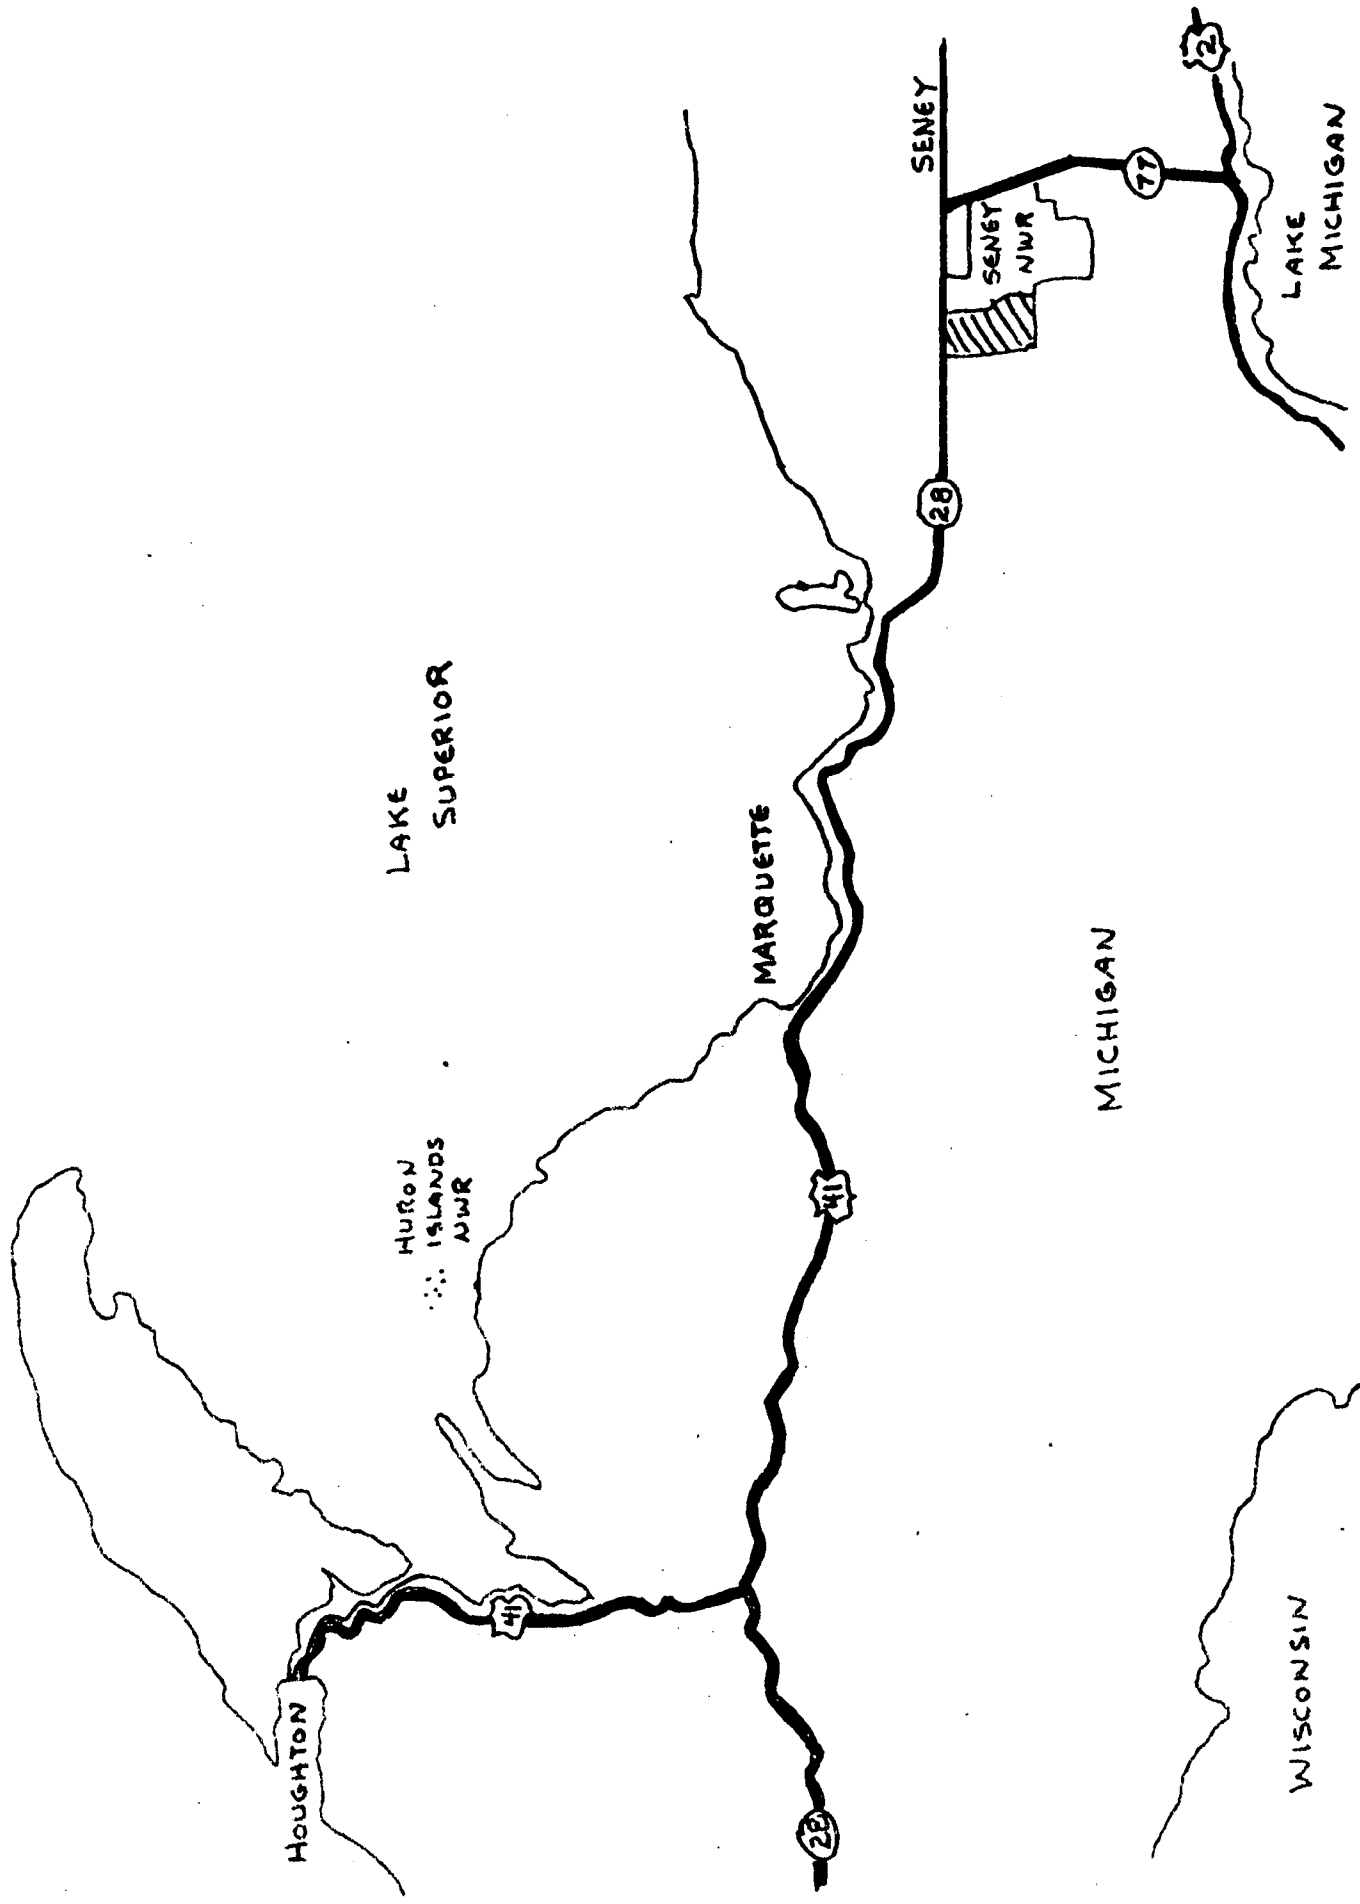 HOUGHTON
41
HURON
ISLANDS
NWR
LAKE
SUPERIOR
MARQUETTE
41
28
28
SENEY
SENEY
NWR
77
2
MICHIGAN
WISCONSIN
LAKE
MICHIGAN